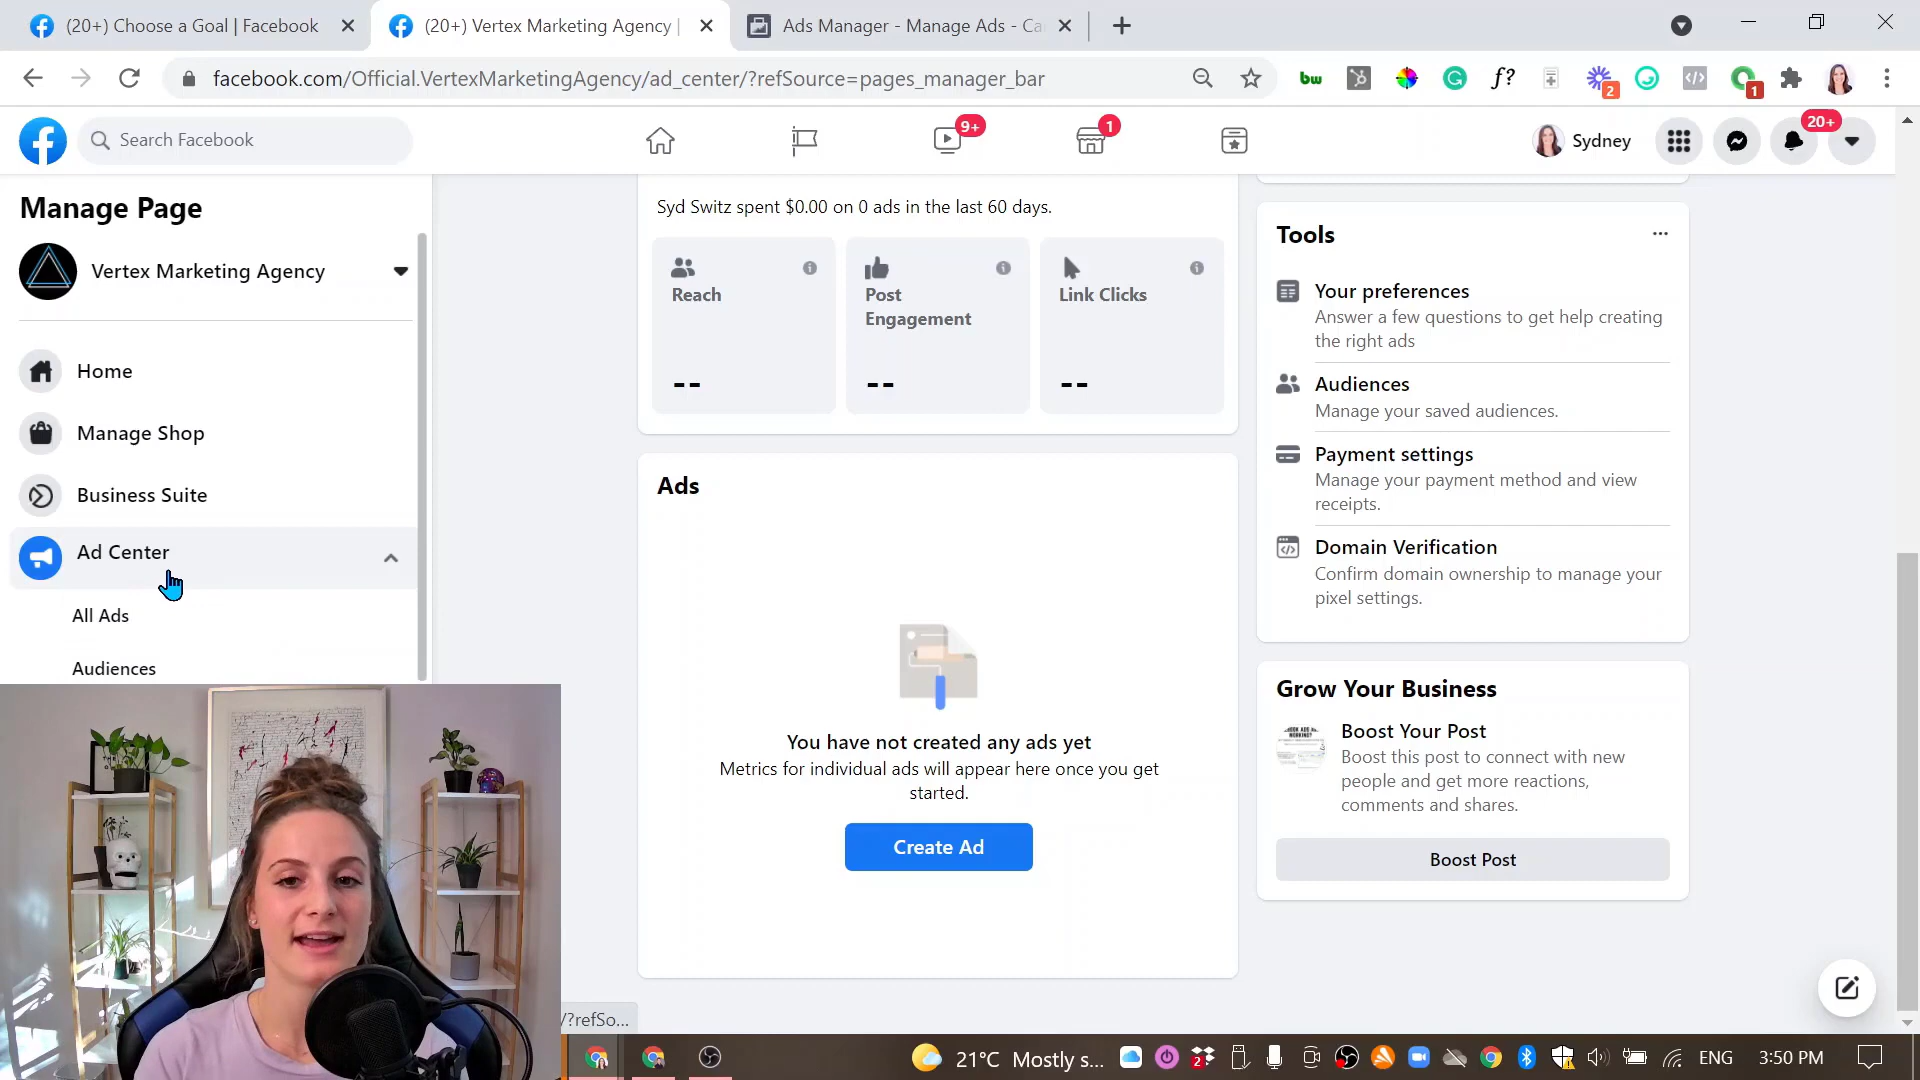 (20+) Choose a Goal | Facebook
(20+) Vertex Marketing Agency |
Ads Manager - Manage Ads - Ca
facebook.com/Official.VertexMarketingAgency/ad_center/?refSource=pages_manager_bar
bw
f?
2
1
Search Facebook
9+
1
Sydney
20+
Manage Page
Vertex Marketing Agency
Home
Manage Shop
Business Suite
Ad Center
All Ads
Audiences
Syd Switz spent $0.00 on 0 ads in the last 60 days.
Reach
--
Post
Engagement
--
Link Clicks
--
Ads
You have not created any ads yet
Metrics for individual ads will appear here once you get
started.
Create Ad
Tools
Your preferences
Answer a few questions to get help creating
the right ads
Audiences
Manage your saved audiences.
Payment settings
Manage your payment method and view
receipts.
Domain Verification
Confirm domain ownership to manage your
pixel settings.
Grow Your Business
Boost Your Post
Boost this post to connect with new
people and get more reactions,
comments and shares.
Boost Post
/?refSo...
21°C Mostly s...
2
ENG
3:50 PM